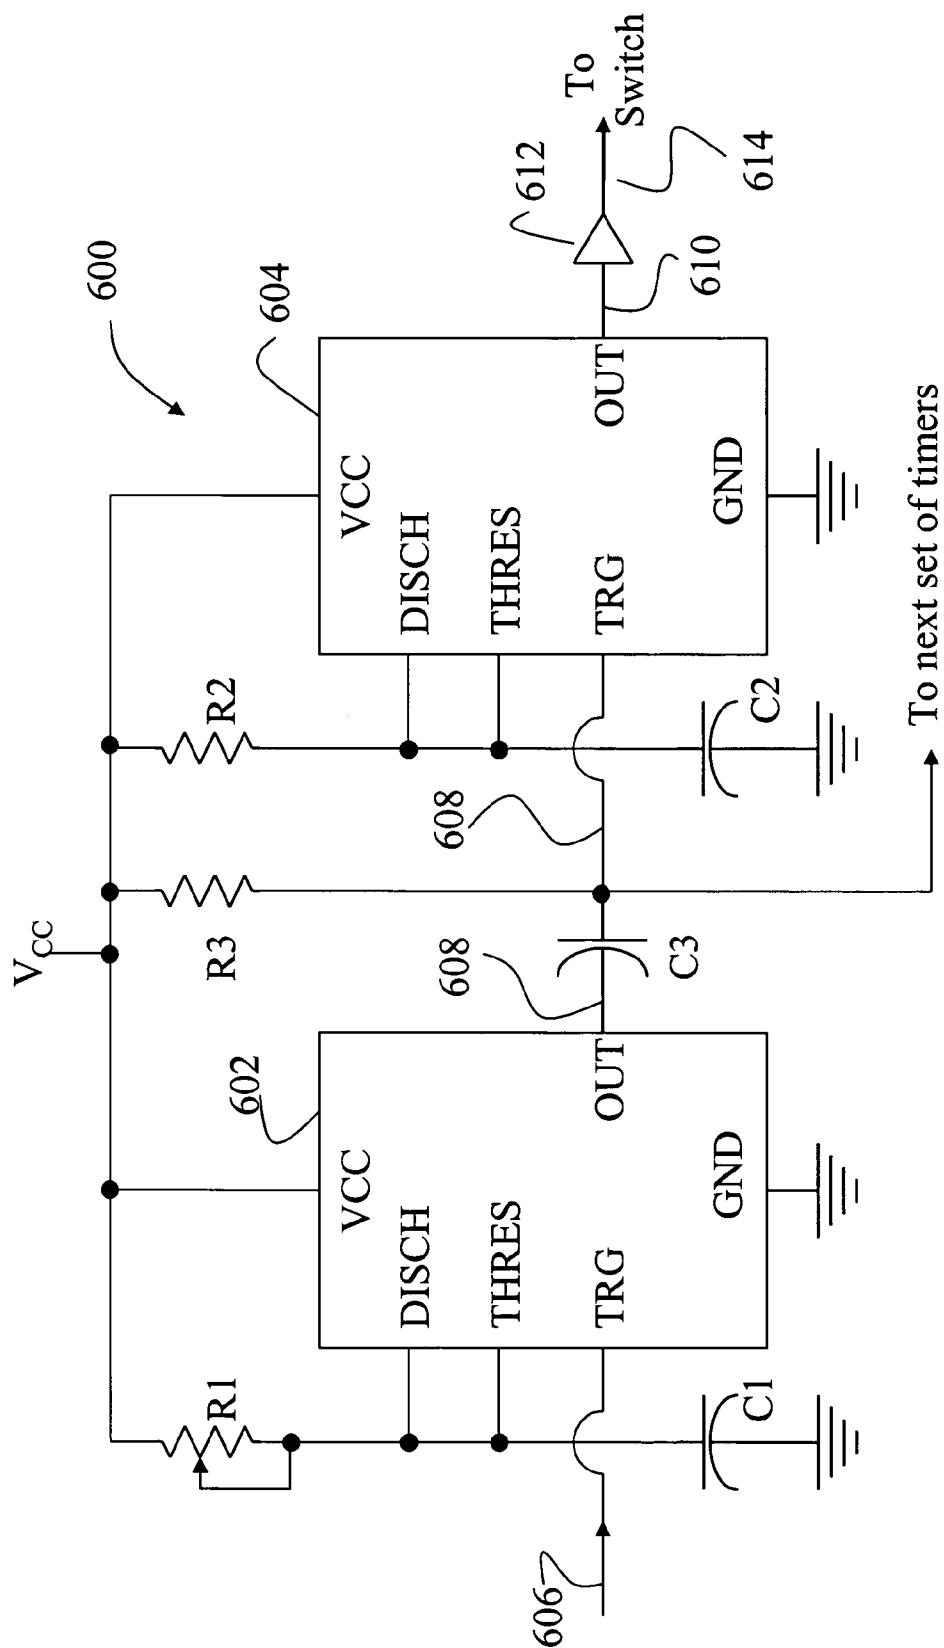 600
V_CC
R1
R3
R2
602
604
VCC
DISCH
THRES
TRG
OUT
GND
VCC
DISCH
THRES
TRG
OUT
GND
606
608
608
C1
C3
C2
610
612
614
To
Switch
To next set of timers